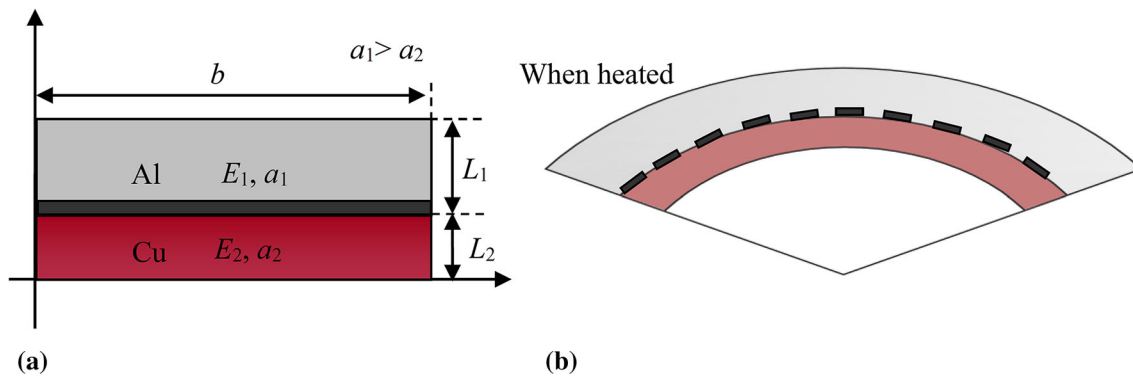 a1> a2
b
When heated
Al E1, a1
L1
Cu E2, a2
L2
(a)
(b)